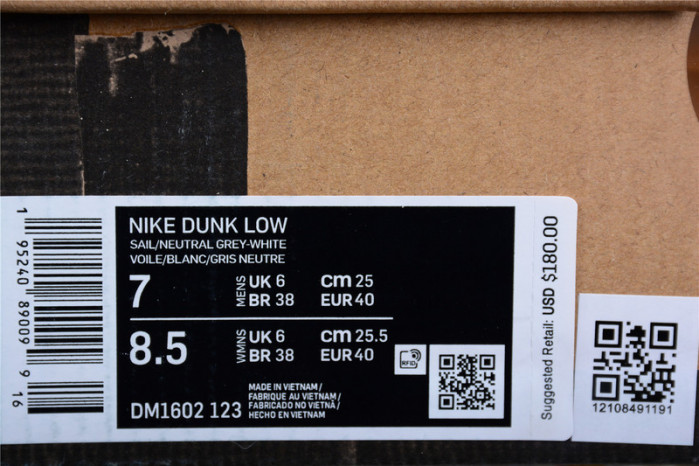 NIKE DUNK LOW
SAIL/NEUTRAL GREY-WHITE
VOILE/BLANC/GRIS NEUTRE
7 MENS UK 6 cm 25
BR 38 EUR 40
8.5 WMNS UK 6 cm 25.5
BR 38 EUR 40
RFID
DM1602 123
MADE IN VIETNAM/
FABRIQUE AU VIETNAM/
FABRICADO NO VIETNÃ/
HECHO EN VIETNAM
1 95240 89009 9 16
Suggested Retail: USD $180.00
12108491191